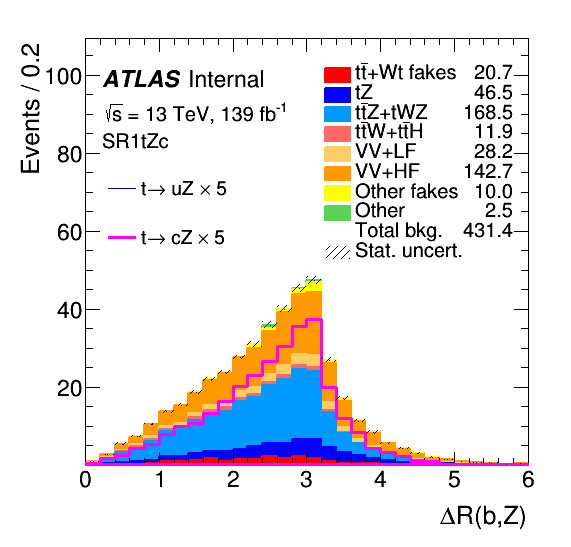 Events / 0.2
100
80
60
40
20
0 1 2 3 4 5 6
ΔR(b,Z)
ATLAS Internal
√s = 13 TeV, 139 fb⁻¹
SR1tZc
t→ uZ × 5
t→ cZ × 5
tt̄+Wt fakes 20.7
tZ 46.5
tt̄Z+tWZ 168.5
tt̄W+tt̄H 11.9
VV+LF 28.2
VV+HF 142.7
Other fakes 10.0
Other 2.5
Total bkg. 431.4
Stat. uncert.